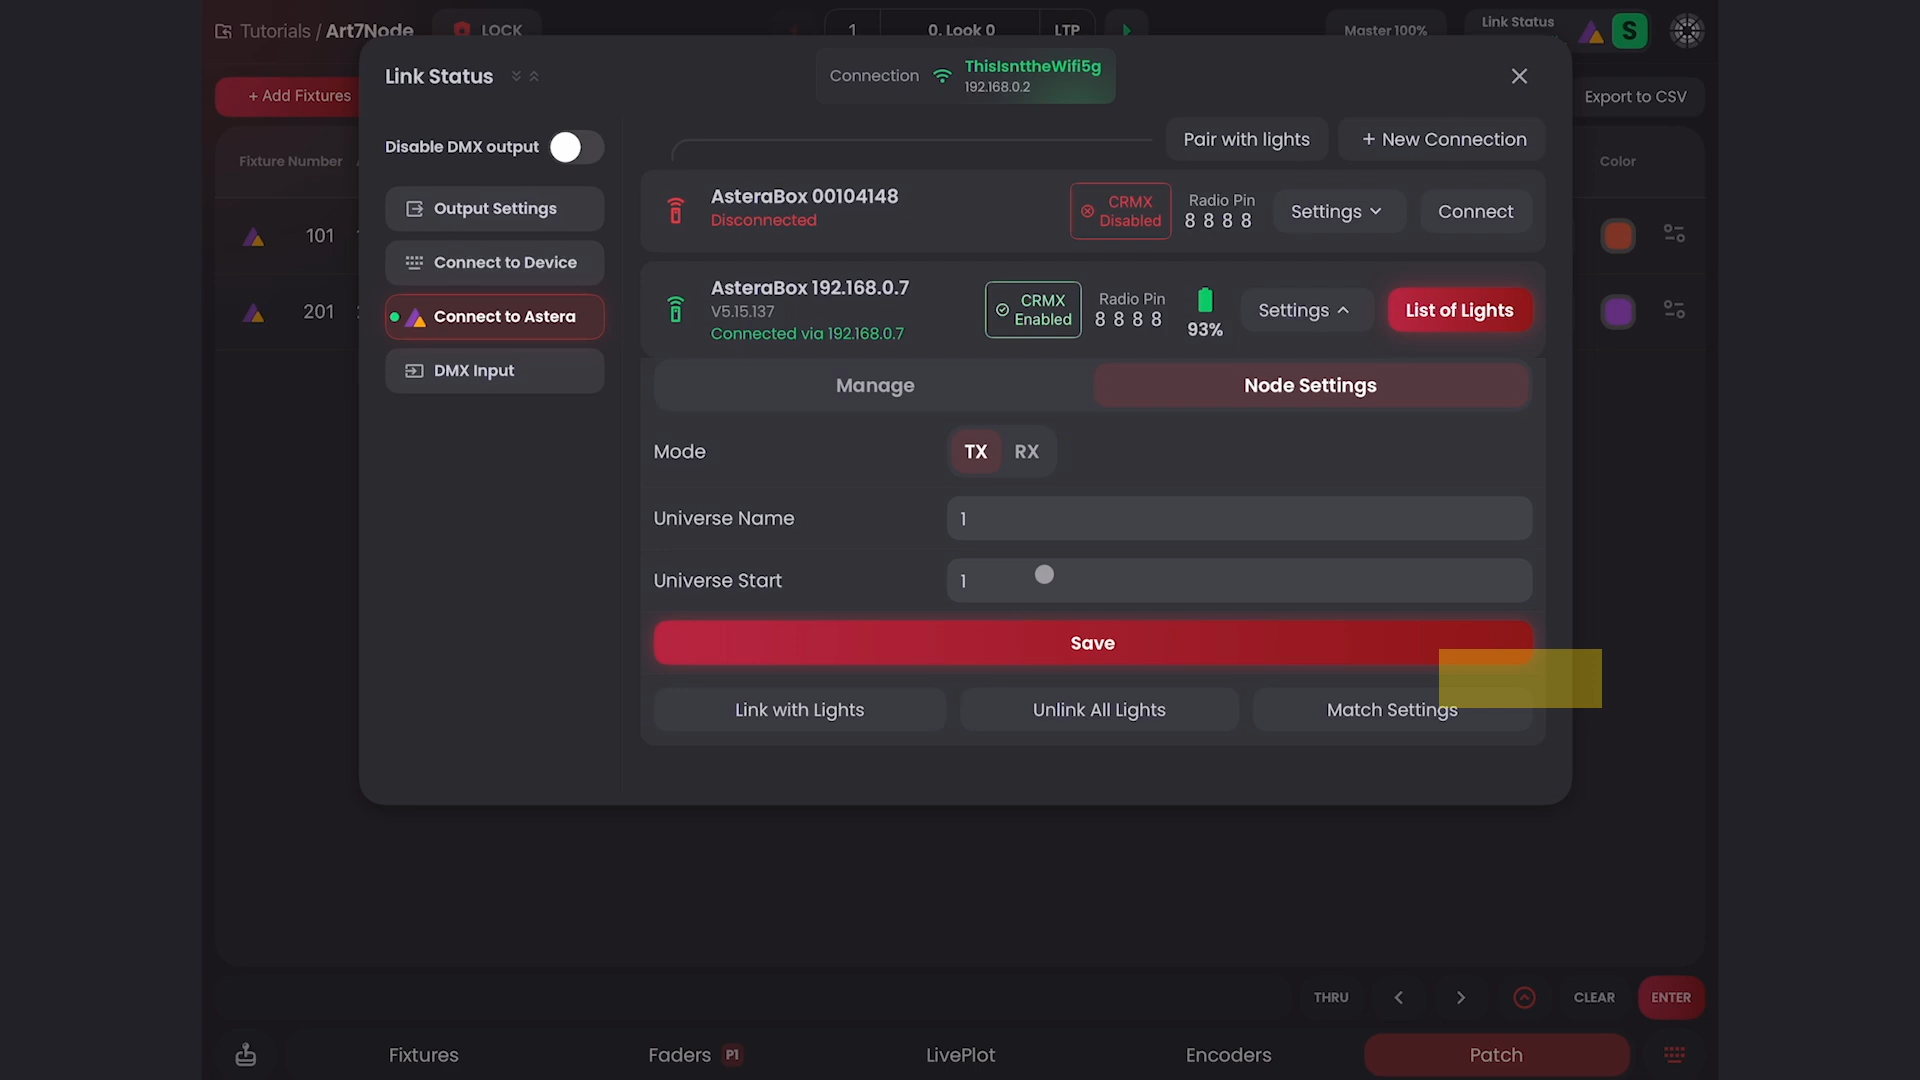 Tutorials / Art7Node
LOCK
1
0. Look 0
LTP
Master 100%
Link Status
S
Link Status
Connection
ThisIsnttheWifi5g
192.168.0.2
+ Add Fixtures
Export to CSV
Disable DMX output
Pair with lights
+ New Connection
Fixture Number
Color
Output Settings
AsteraBox 00104148
Disconnected
CRMX
Disabled
Radio Pin
8 8 8 8
Settings
Connect
101
Connect to Device
201
Connect to Astera
AsteraBox 192.168.0.7
V5.15.137
Connected via 192.168.0.7
CRMX
Enabled
Radio Pin
8 8 8 8
93%
Settings
List of Lights
DMX Input
Manage
Node Settings
Mode
TX
RX
Universe Name
1
Universe Start
1
Save
Link with Lights
Unlink All Lights
Match Settings
THRU
CLEAR
ENTER
Fixtures
Faders P1
LivePlot
Encoders
Patch